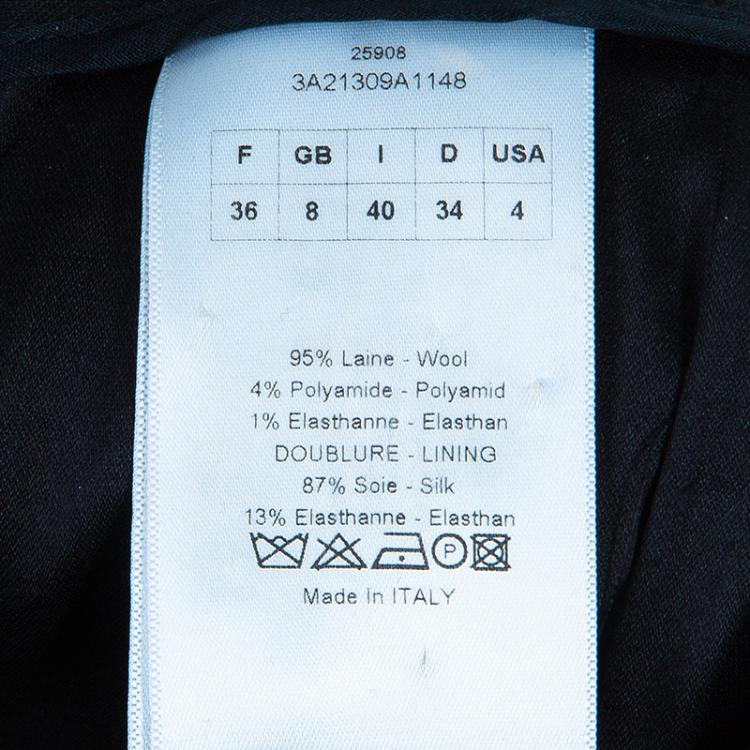 25908
3A21309A1148
F GB I D USA
36 8 40 34 4
95% Laine - Wool
4% Polyamide - Polyamid
1% Elasthanne - Elasthan
DOUBLURE - LINING
87% Soie - Silk
13% Elasthanne - Elasthan
P
Made In ITALY